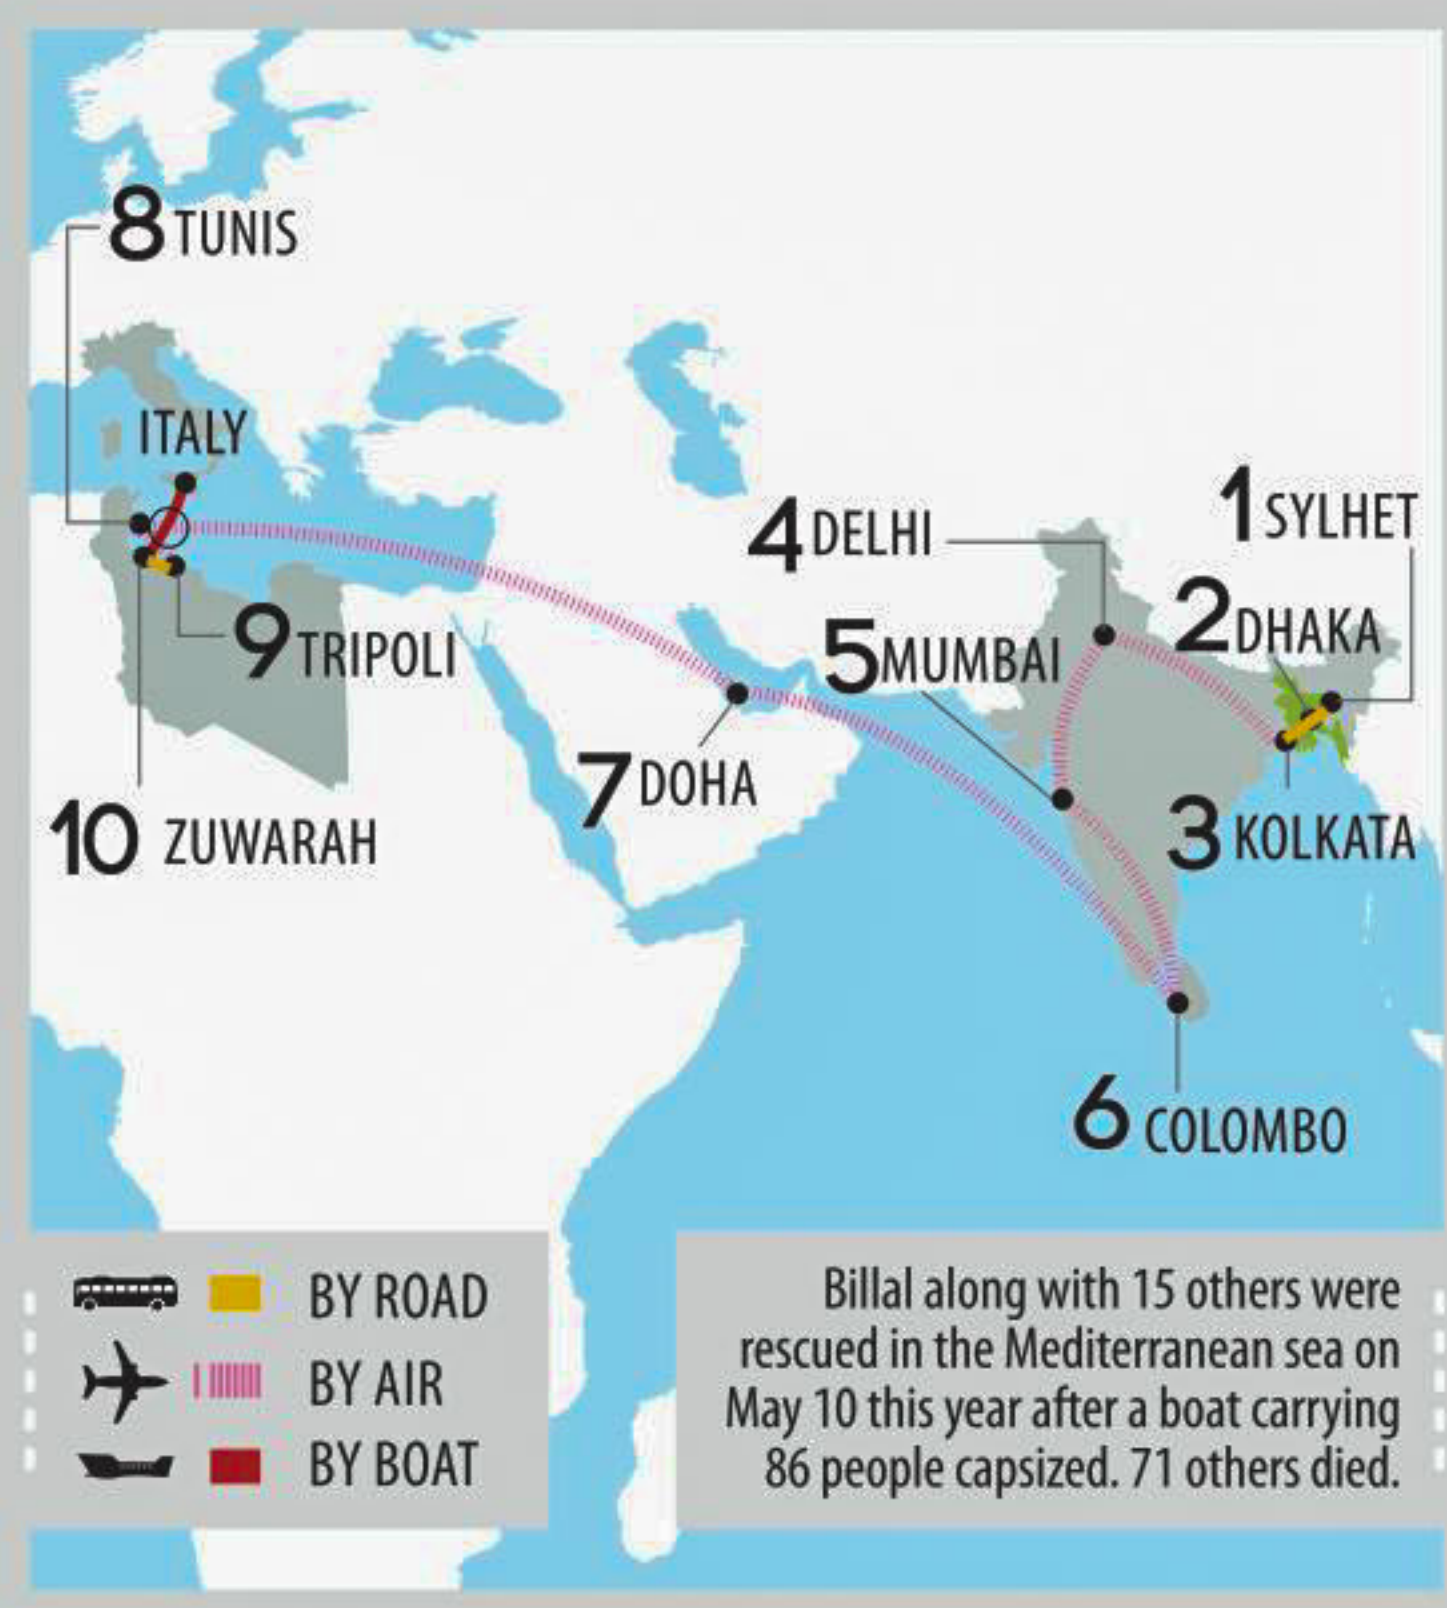 8 TUNIS
ITALY
1 SYLHET
4 DELHI
2 DHAKA
5 MUMBAI
9 TRIPOLI
7 DOHA
10 ZUWARAH
3 KOLKATA
6 COLOMBO
BY ROAD
BY AIR
BY BOAT
Billal along with 15 others were
rescued in the Mediterranean sea on
May 10 this year after a boat carrying
86 people capsized. 71 others died.